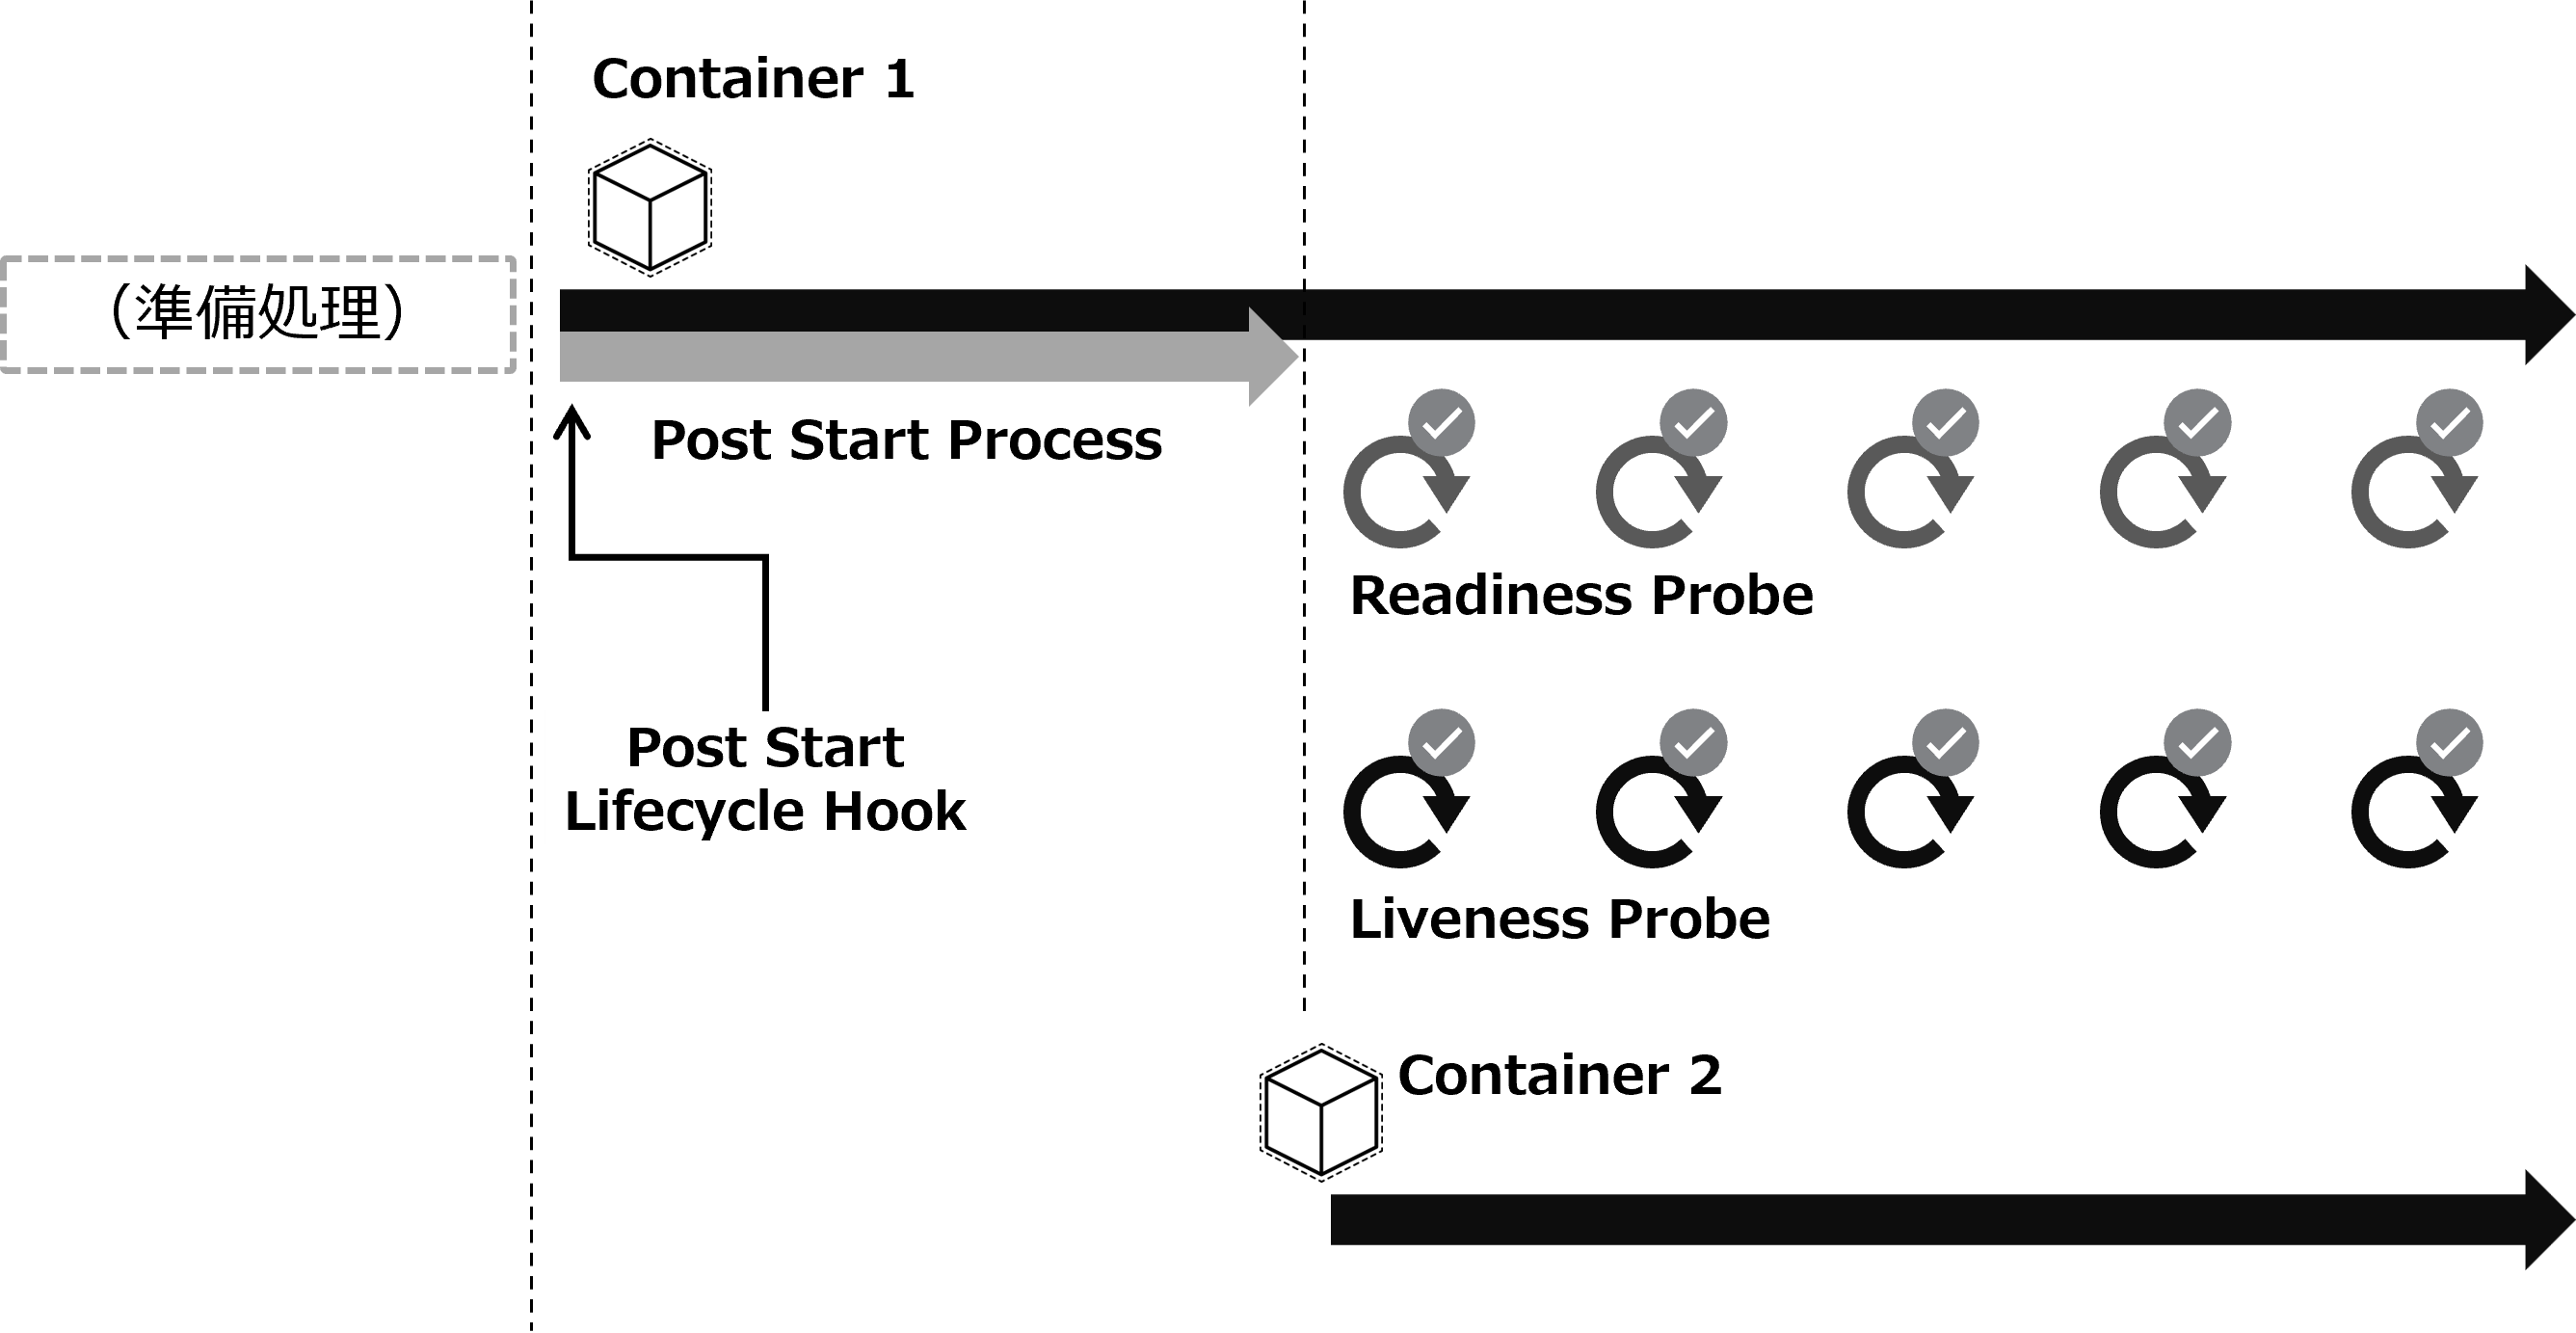 Container 1
（準備処理）
Post Start Process
Post Start
Lifecycle Hook
Readiness Probe
Liveness Probe
Container 2